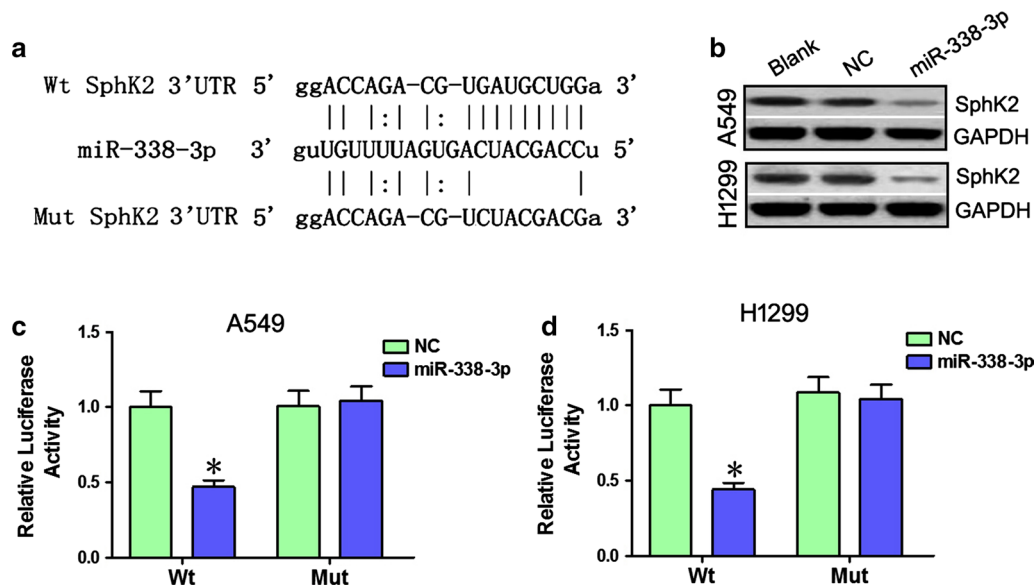 a
Wt SphK2 3'UTR 5' ggACCAGA-CG-UGAUGCUGGa 3'
miR-338-3p 3' guUGUUUUAGUGACUACGACCu 5'
Mut SphK2 3'UTR 5' ggACCAGA-CG-UCUACGACGa 3'
b
Blank NC miR-338-3p
A549
SphK2
GAPDH
H1299
SphK2
GAPDH
c
A549
NC
miR-338-3p
Relative Luciferase
Activity
1.5
1.0
0.5
0.0
*
Wt Mut
d
H1299
NC
miR-338-3p
Relative Luciferase
Activity
1.5
1.0
0.5
0.0
*
Wt Mut